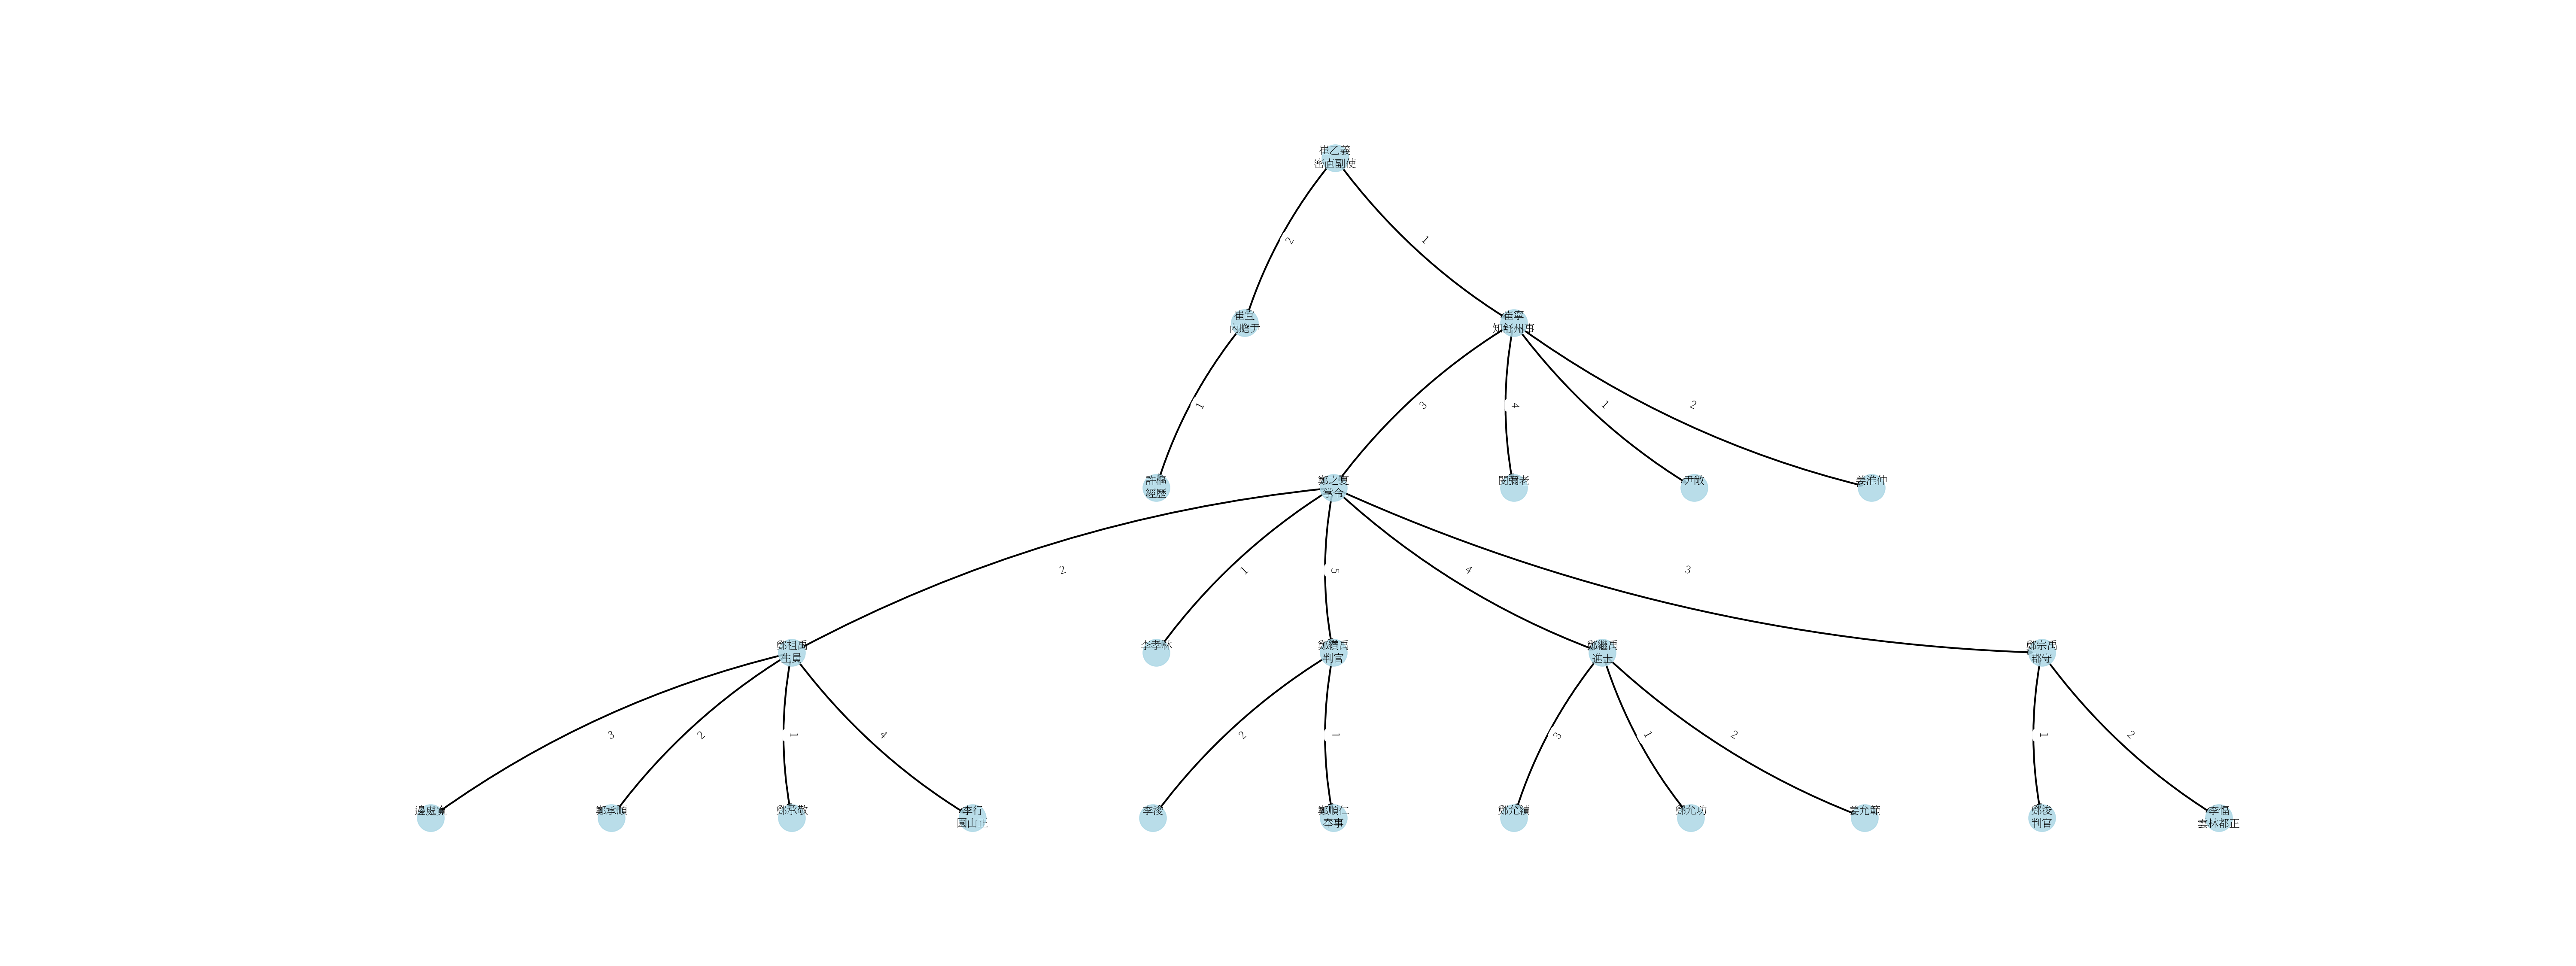 崔乙義
密直副使
2
1
崔宣
內贍尹
崔寧
知舒州事
1
3
4
1
2
許樞
經歷
鄭之夏
掌令
閔彌老
尹敞
姜淮仲
2
1
5
4
3
鄭祖禹
生員
李孝林
鄭纘禹
判官
鄭繼禹
進士
鄭宗禹
郡守
3
2
1
4
2
1
3
1
2
1
2
邊處寬
鄭承顯
鄭承敬
李行
園山正
李浚
鄭順仁
奉事
鄭允績
鄭允功
姜允範
鄭浚
判官
李愊
雲林都正